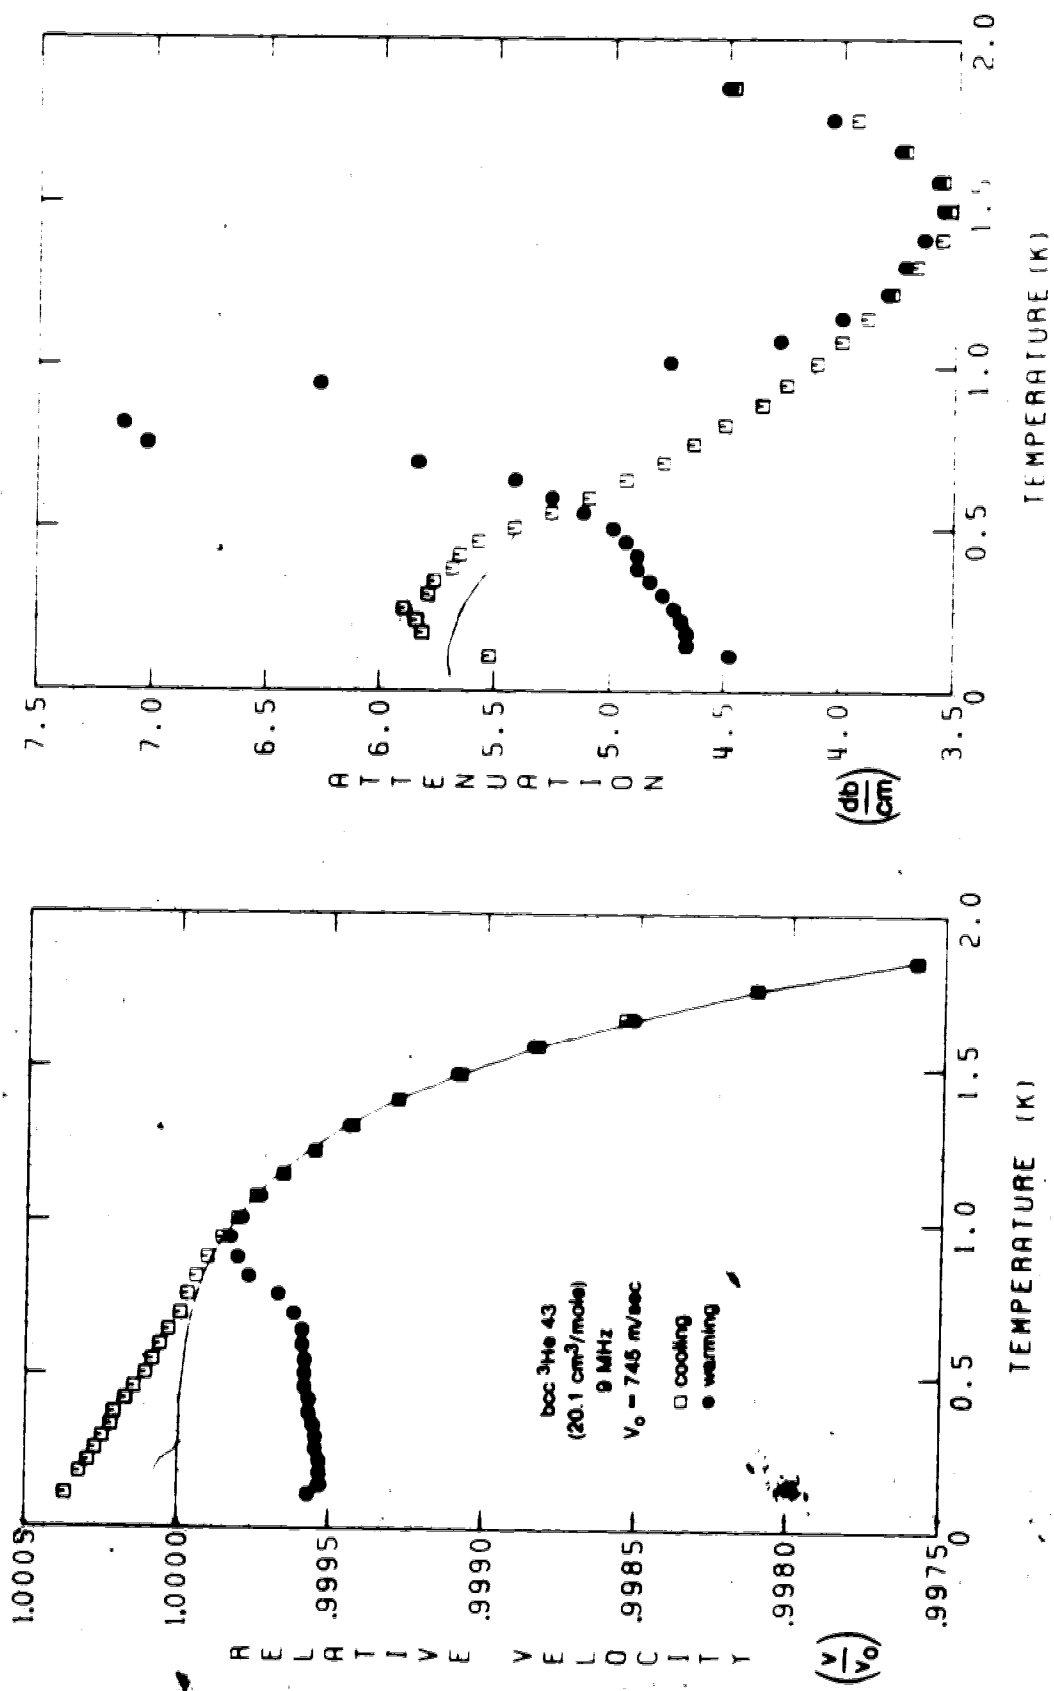 7.5
7.0
6.5
6.0
5.5
5.0
4.5
4.0
3.5
ATTENUATION
(db/cm)
0
0.5
1.0
1.5
2.0
TEMPERATURE (K)
1.0005
1.0000
.9995
.9990
.9985
.9980
.9975
RELATIVE VELOCITY
(v/v₀)
bcc ³He 43
(20.1 cm³/mole)
9 MHz
V₀ = 745 m/sec
□ cooling
● warming
0
0.5
1.0
1.5
2.0
TEMPERATURE (K)